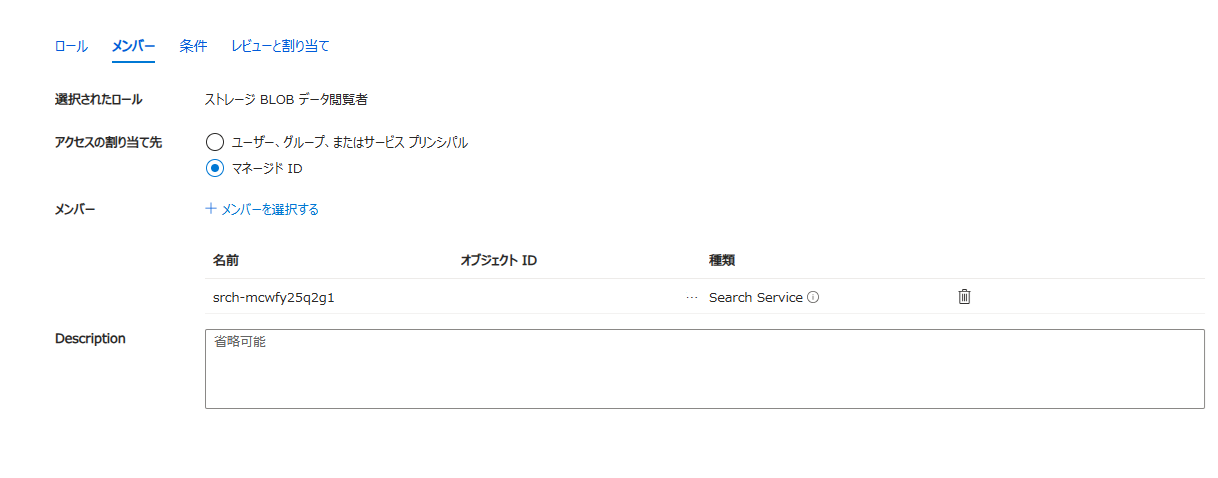 ロール メンバー 条件 レビューと割り当て
選択されたロール ストレージ BLOB データ閲覧者
アクセスの割り当て先 ユーザー、グループ、またはサービス プリンシパル
マネージド ID
メンバー + メンバーを選択する
名前 オブジェクト ID 種類
srch-mcwfy25q2g1 ... Search Service
Description 省略可能